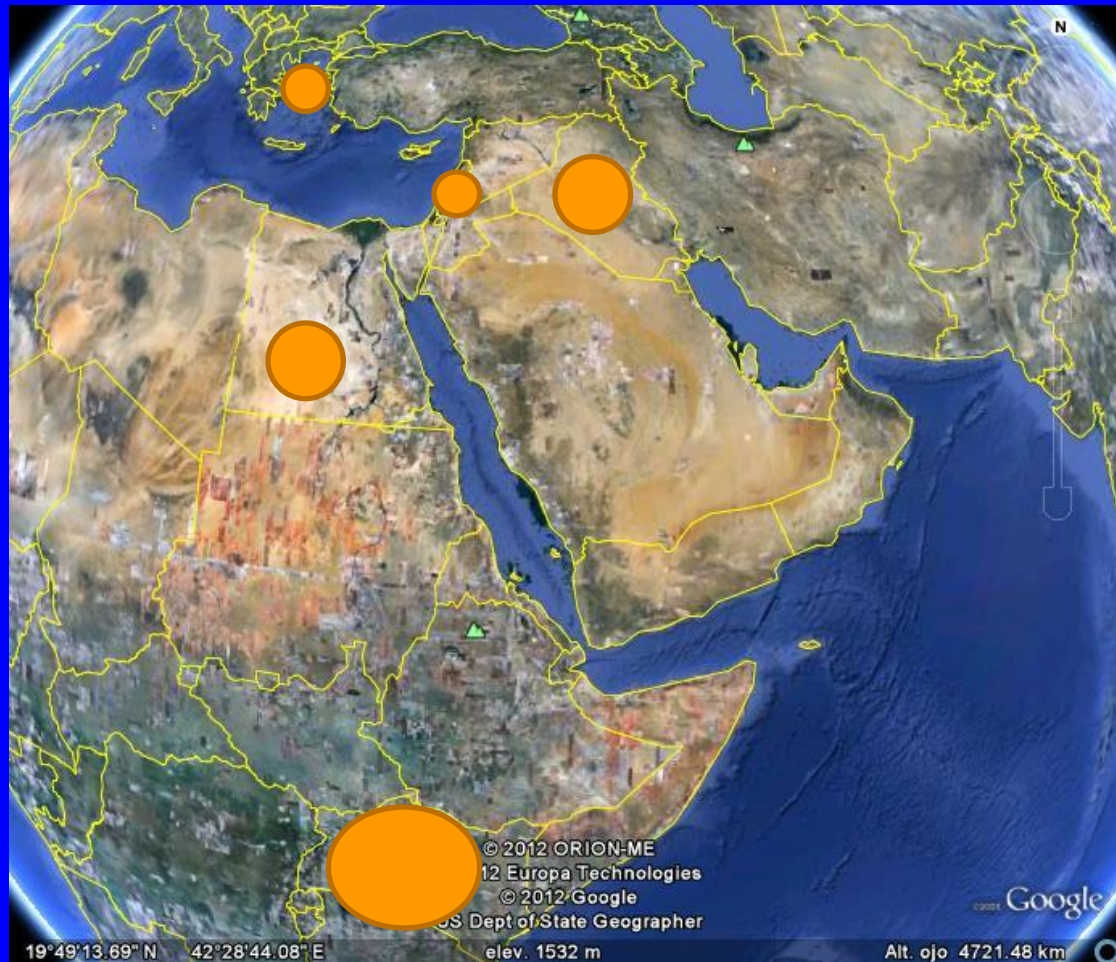 N
© 2012 ORION-ME
12 Europa Technologies
© 2012 Google
US Dept of State Geographer
Google
19°49'13.69" N 42°28'44.08" E elev. 1532 m Alt. ojo 4721.48 km